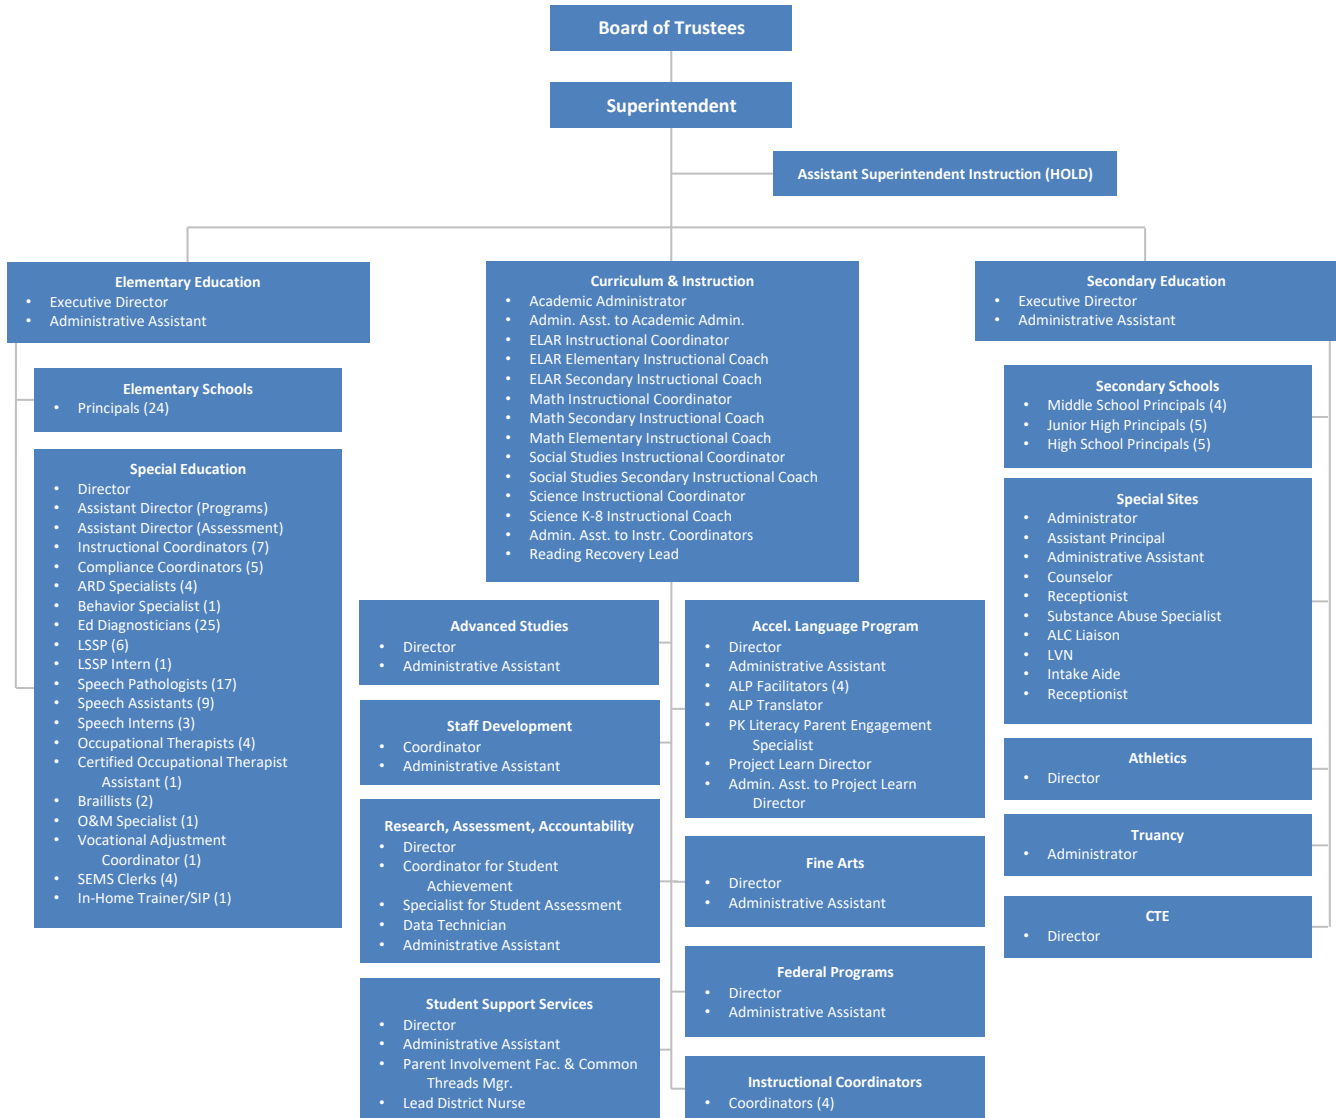 Board of Trustees
Superintendent
Assistant Superintendent Instruction (HOLD)
Elementary Education
• Executive Director
• Administrative Assistant
Elementary Schools
• Principals (24)
Special Education
• Director
• Assistant Director (Programs)
• Assistant Director (Assessment)
• Instructional Coordinators (7)
• Compliance Coordinators (5)
• ARD Specialists (4)
• Behavior Specialist (1)
• Ed Diagnosticians (25)
• LSSP (6)
• LSSP Intern (1)
• Speech Pathologists (17)
• Speech Assistants (9)
• Speech Interns (3)
• Occupational Therapists (4)
• Certified Occupational Therapist
Assistant (1)
• Braillists (2)
• O&M Specialist (1)
• Vocational Adjustment
Coordinator (1)
• SEMS Clerks (4)
• In-Home Trainer/SIP (1)
Curriculum & Instruction
• Academic Administrator
• Admin. Asst. to Academic Admin.
• ELAR Instructional Coordinator
• ELAR Elementary Instructional Coach
• ELAR Secondary Instructional Coach
• Math Instructional Coordinator
• Math Secondary Instructional Coach
• Math Elementary Instructional Coach
• Social Studies Instructional Coordinator
• Social Studies Secondary Instructional Coach
• Science Instructional Coordinator
• Science K-8 Instructional Coach
• Admin. Asst. to Instr. Coordinators
• Reading Recovery Lead
Advanced Studies
• Director
• Administrative Assistant
Staff Development
• Coordinator
• Administrative Assistant
Research, Assessment, Accountability
• Director
• Coordinator for Student
Achievement
• Specialist for Student Assessment
• Data Technician
• Administrative Assistant
Student Support Services
• Director
• Administrative Assistant
• Parent Involvement Fac. & Common
Threads Mgr.
• Lead District Nurse
Accel. Language Program
• Director
• Administrative Assistant
• ALP Facilitators (4)
• ALP Translator
• PK Literacy Parent Engagement
Specialist
• Project Learn Director
• Admin. Asst. to Project Learn
Director
Fine Arts
• Director
• Administrative Assistant
Federal Programs
• Director
• Administrative Assistant
Instructional Coordinators
• Coordinators (4)
Secondary Education
• Executive Director
• Administrative Assistant
Secondary Schools
• Middle School Principals (4)
• Junior High Principals (5)
• High School Principals (5)
Special Sites
• Administrator
• Assistant Principal
• Administrative Assistant
• Counselor
• Receptionist
• Substance Abuse Specialist
• ALC Liaison
• LVN
• Intake Aide
• Receptionist
Athletics
• Director
Truancy
• Administrator
CTE
• Director